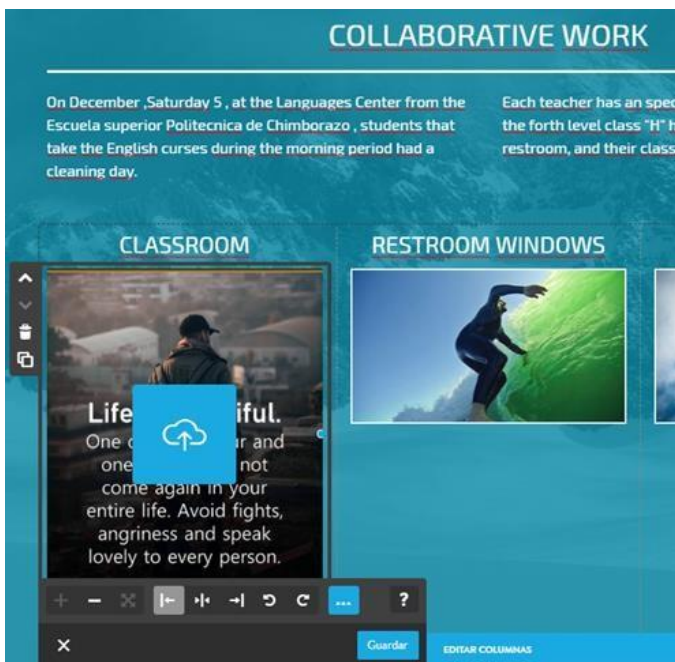 COLLABORATIVE WORK
On December ,Saturday 5 , at the Languages Center from the
Escuela superior Politecnica de Chimborazo , students that
take the English curses during the morning period had a
cleaning day.
Each teacher has an spec
the forth level class "H" h
restroom, and their class
CLASSROOM
RESTROOM WINDOWS
Life iful.
One ur and
one not
come again in your
entire life. Avoid fights,
angriness and speak
lovely to every person.
?
Guardar
EDITAR COLUMNAS